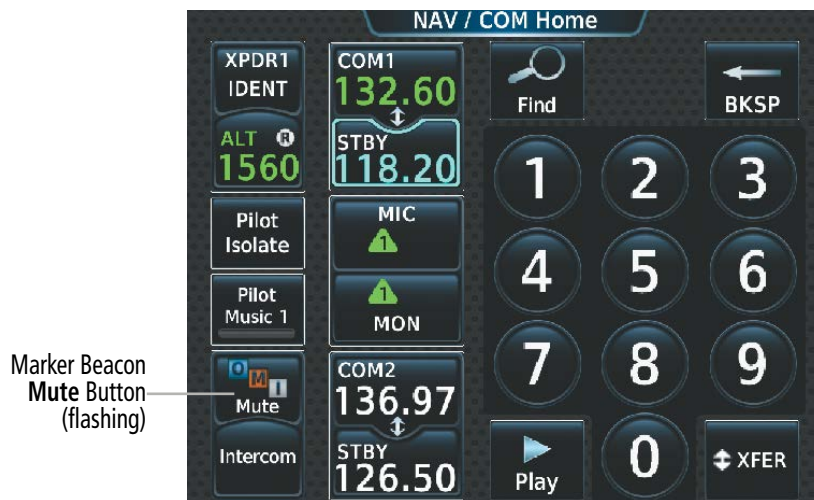 NAV / COM Home
XPDR1
IDENT
ALT R
1560
Pilot
Isolate
Pilot
Music 1
O M I
Mute
Intercom
COM1
132.60
STBY
118.20
MIC
1
1
MON
COM2
136.97
STBY
126.50
Find
BKSP
1 2 3
4 5 6
7 8 9
Play
0
XFER
Marker Beacon
Mute Button
(flashing)